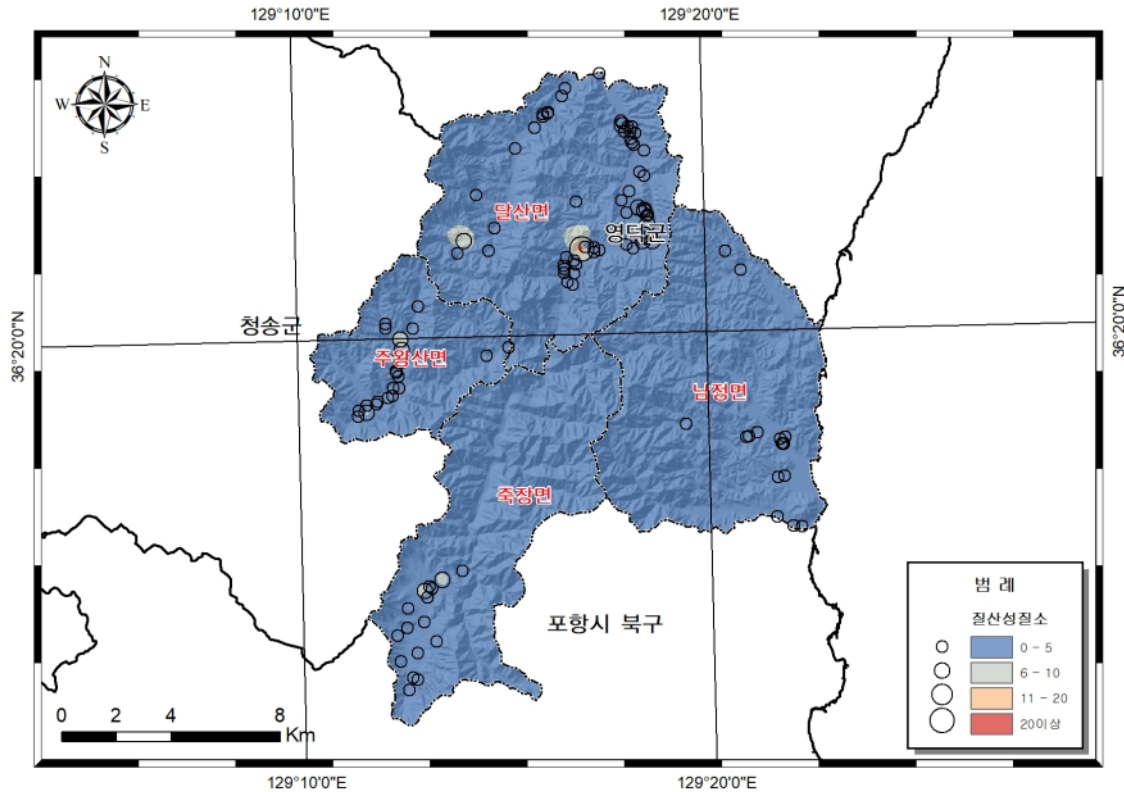 129°10'0"E
129°20'0"E
N
W
E
S
달산면
영덕군
청송군
36°20'0"N
36°20'0"N
주왕산면
남정면
죽장면
포항시 북구
범 례
질산성질소
0 - 5
6 - 10
11 - 20
20이상
0 2 4 8
Km
129°10'0"E
129°20'0"E